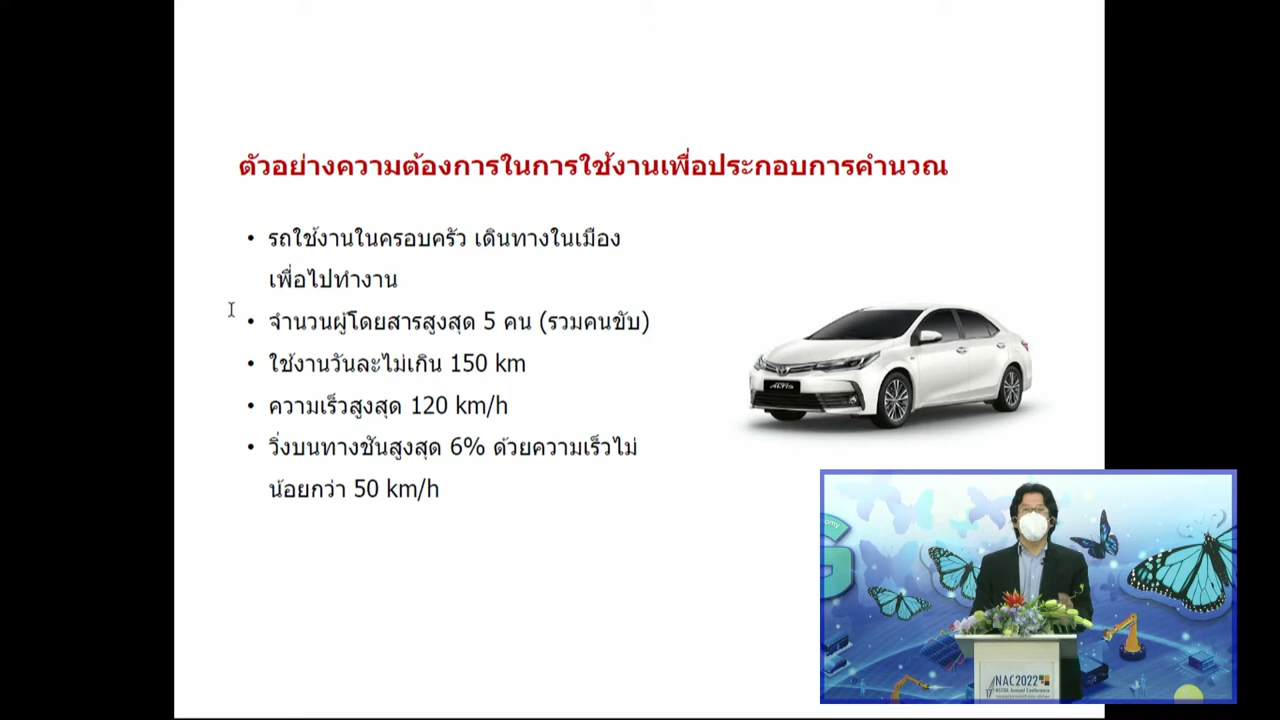 ตัวอย่างความต้องการในการใช้งานเพื่อประกอบการคำนวณ
• รถใช้งานในครอบครัว เดินทางในเมือง
เพื่อไปทำงาน
• จำนวนผู้โดยสารสูงสุด 5 คน (รวมคนขับ)
• ใช้งานวันละไม่เกิน 150 km
• ความเร็วสูงสุด 120 km/h
• วิ่งบนทางชันสูงสุด 6% ด้วยความเร็วไม่
น้อยกว่า 50 km/h
ALTIS
G
NAC2022
NSTDA Annual Conference